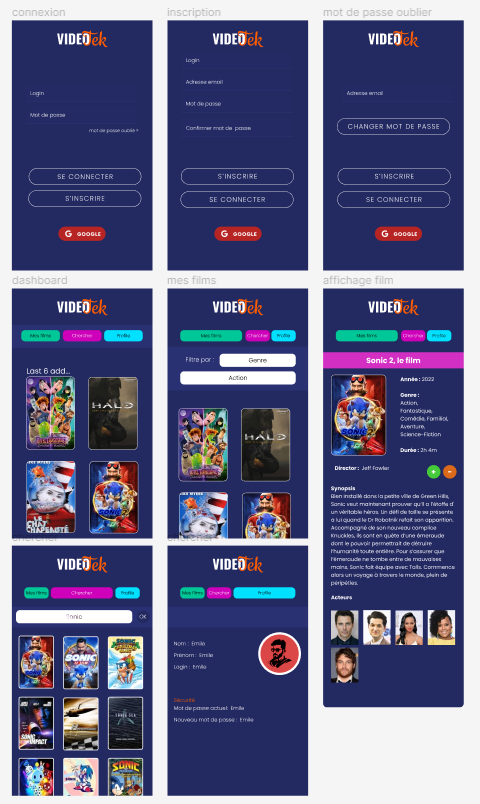 connexion
VIDEOTek
Login
Mot de passe
mot de passe oublié ?
SE CONNECTER
S'INSCRIRE
GOOGLE
inscription
VIDEOTek
Login
Adresse email
Mot de passe
Confirmer mot de passe
S'INSCRIRE
SE CONNECTER
GOOGLE
mot de passe oublier
VIDEOTek
Adresse email
CHANGER MOT DE PASSE
S'INSCRIRE
SE CONNECTER
GOOGLE
dashboard
VIDEOTek
Mes films
Chercher
Profile
Last 6 add...
HALO
LE CHAT
CHAPEAUTÉ
mes films
VIDEOTek
Mes films
Chercher
Profile
Filtre par :
Genre
Action
HALO
affichage film
VIDEOTek
Mes films
Chercher
Profile
Sonic 2, le film
Année : 2022
Genre :
Action,
Fantastique,
Comédie, Familial,
Aventure,
Science-Fiction
Durée : 2h 4m
Director : Jeff Fowler
+
-
Synopsis
Bien installé dans la petite ville de Green Hills,
Sonic veut maintenant prouver qu'il a l'étoffe d'
un véritable héros. Un défi de taille se présente
à lui quand le Dr Robotnik refait son apparition.
Accompagné de son nouveau complice
Knuckles, ils sont en quête d'une émeraude
dont le pouvoir permettrait de détruire
l'humanité toute entière. Pour s'assurer que
l'émeraude ne tombe entre de mauvaises
mains, Sonic fait équipe avec Tails. Commence
alors un voyage à travers le monde, plein de
péripéties.
Acteurs
chercher
VIDEOTek
Mes films
Chercher
Profile
OK
SONIC
SONIC
IMPACT
SONIC
chercher
VIDEOTek
Mes films
Chercher
Profile
Nom : Emile
Prénom : Emile
Login : Emile
Sécurité
Mot de passe actuel: Emile
Nouveau mot de passe : Emile